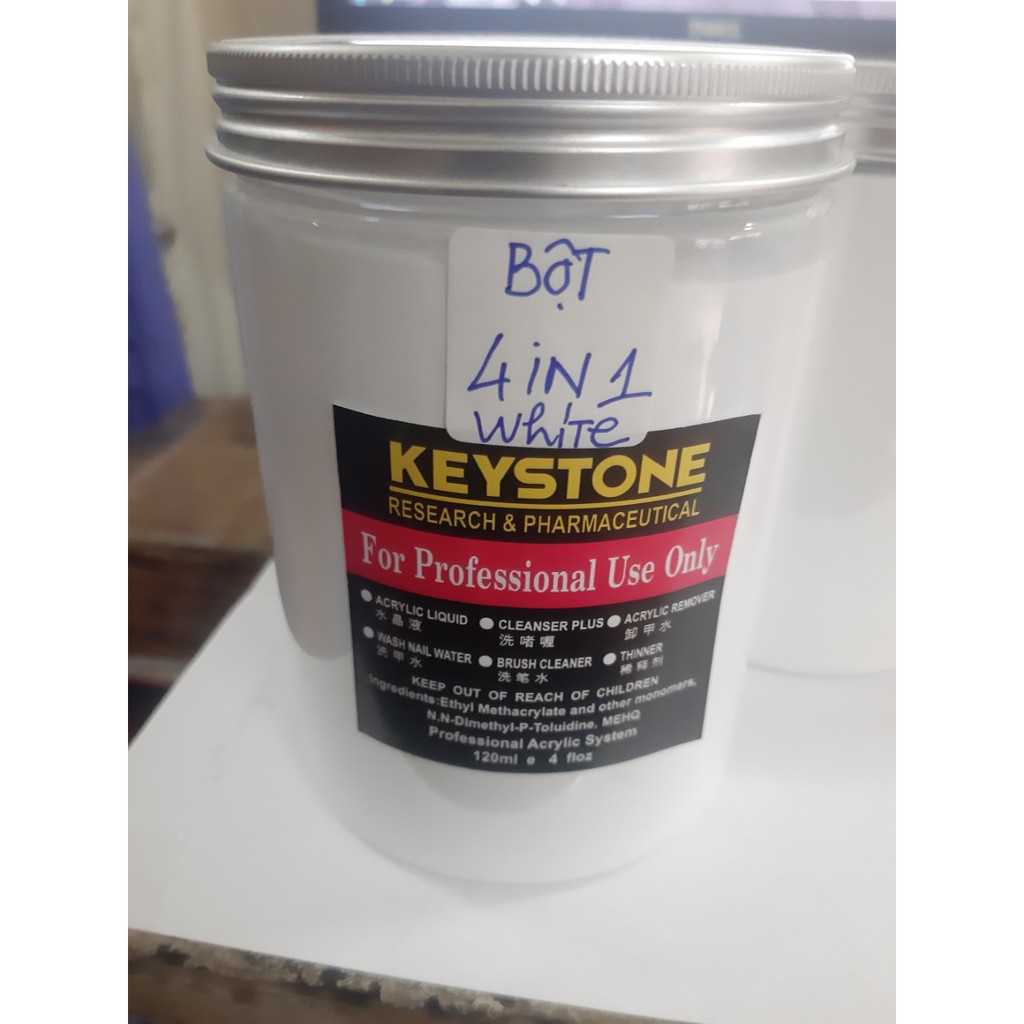 BỘT
4 iN 1
White
KEYSTONE
RESEARCH & PHARMACEUTICAL
For Professional Use Only
ACRYLIC LIQUID
水晶液
CLEANSER PLUS
洗啫喱
ACRYLIC REMOVER
卸甲水
WASH NAIL WATER
洗甲水
BRUSH CLEANER
洗笔水
THINNER
稀释剂
KEEP OUT OF REACH OF CHILDREN
Ingredients:Ethyl Methacrylate and other monomers,
N,N-Dimethyl-P-Toluidine, MEHQ
Professional Acrylic System
120ml e 4 floz